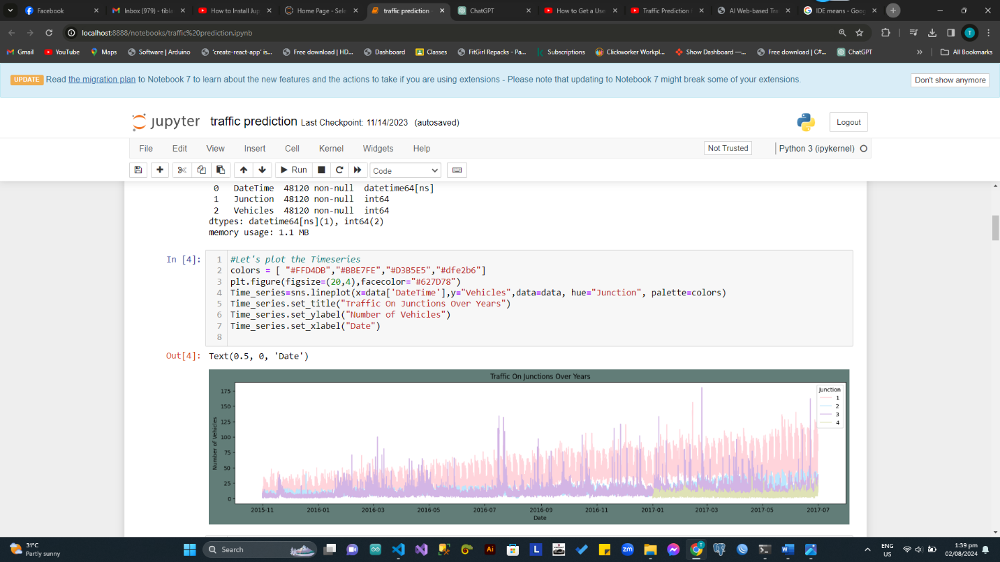 Facebook
Inbox (979) - tibla
How to Install Jup
Home Page - Sele
traffic prediction
ChatGPT
How to Get a Use
Traffic Prediction
AI Web-based Tra
IDE means - Goog
localhost:8888/notebooks/traffic%20prediction.ipynb
T
Gmail
YouTube
Maps
Software | Arduino
'create-react-app' is...
Free download | HD...
Dashboard
Classes
FitGirl Repacks - Pa...
Subscriptions
Clickworker Workpl...
Show Dashboard —...
Free download | C#...
ChatGPT
All Bookmarks
UPDATE Read the migration plan to Notebook 7 to learn about the new features and the actions to take if you are using extensions - Please note that updating to Notebook 7 might break some of your extensions.
Don't show anymore
jupyter traffic prediction Last Checkpoint: 11/14/2023 (autosaved)
Logout
File Edit View Insert Cell Kernel Widgets Help
Not Trusted
Python 3 (ipykernel)
Run
Code
0 DateTime 48120 non-null datetime64[ns]
1 Junction 48120 non-null int64
2 Vehicles 48120 non-null int64
dtypes: datetime64[ns](1), int64(2)
memory usage: 1.1 MB
In [4]:
1 #Let's plot the Timeseries
2 colors = [ "#FFD4DB","#BBE7FE","#D3B5E5","#dfe2b6"]
3 plt.figure(figsize=(20,4),facecolor="#627D78")
4 Time_series=sns.lineplot(x=data['DateTime'],y="Vehicles",data=data, hue="Junction", palette=colors)
5 Time_series.set_title("Traffic On Junctions Over Years")
6 Time_series.set_ylabel("Number of Vehicles")
7 Time_series.set_xlabel("Date")
8
Out[4]: Text(0.5, 0, 'Date')
Traffic On Junctions Over Years
Number of Vehicles
175
150
125
100
75
50
25
0
Junction
1
2
3
4
2015-11 2016-01 2016-03 2016-05 2016-07 2016-09 2016-11 2017-01 2017-03 2017-05 2017-07
Date
31°C
Partly sunny
Search
Ai
L
zm
T
ENG
US
1:39 pm
02/08/2024